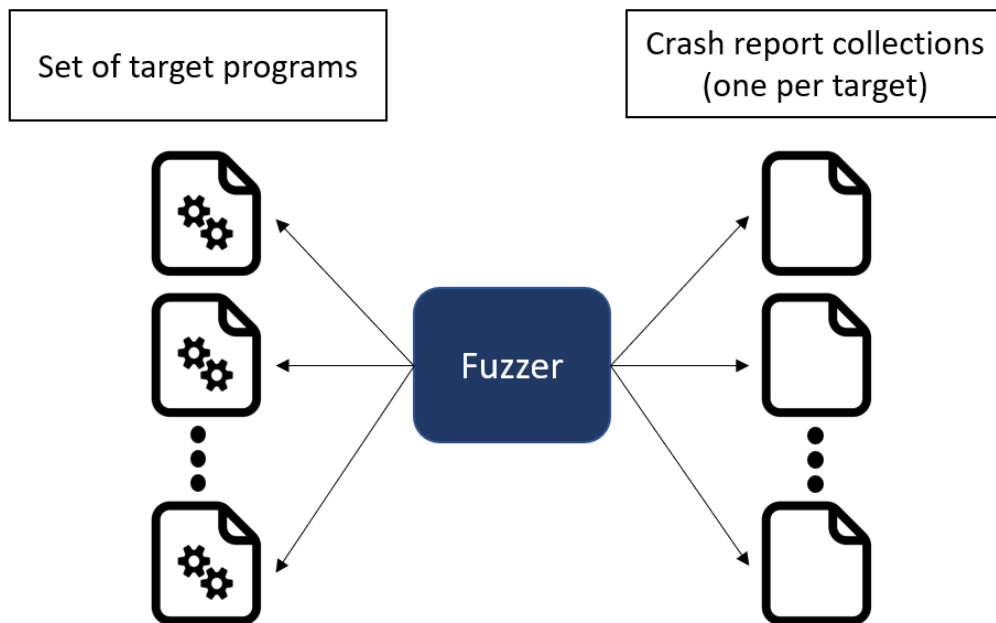 Set of target programs
Crash report collections
(one per target)
Fuzzer